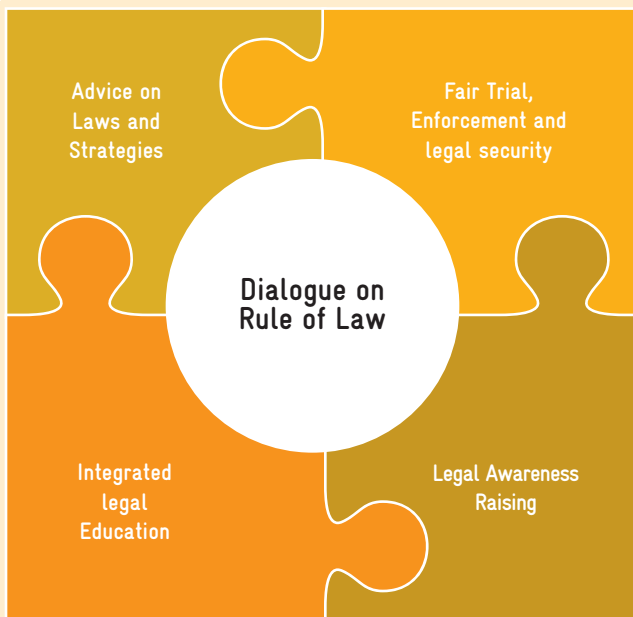 Advice on
Laws and
Strategies
Fair Trial,
Enforcement and
legal security
Dialogue on
Rule of Law
Integrated
legal
Education
Legal Awareness
Raising